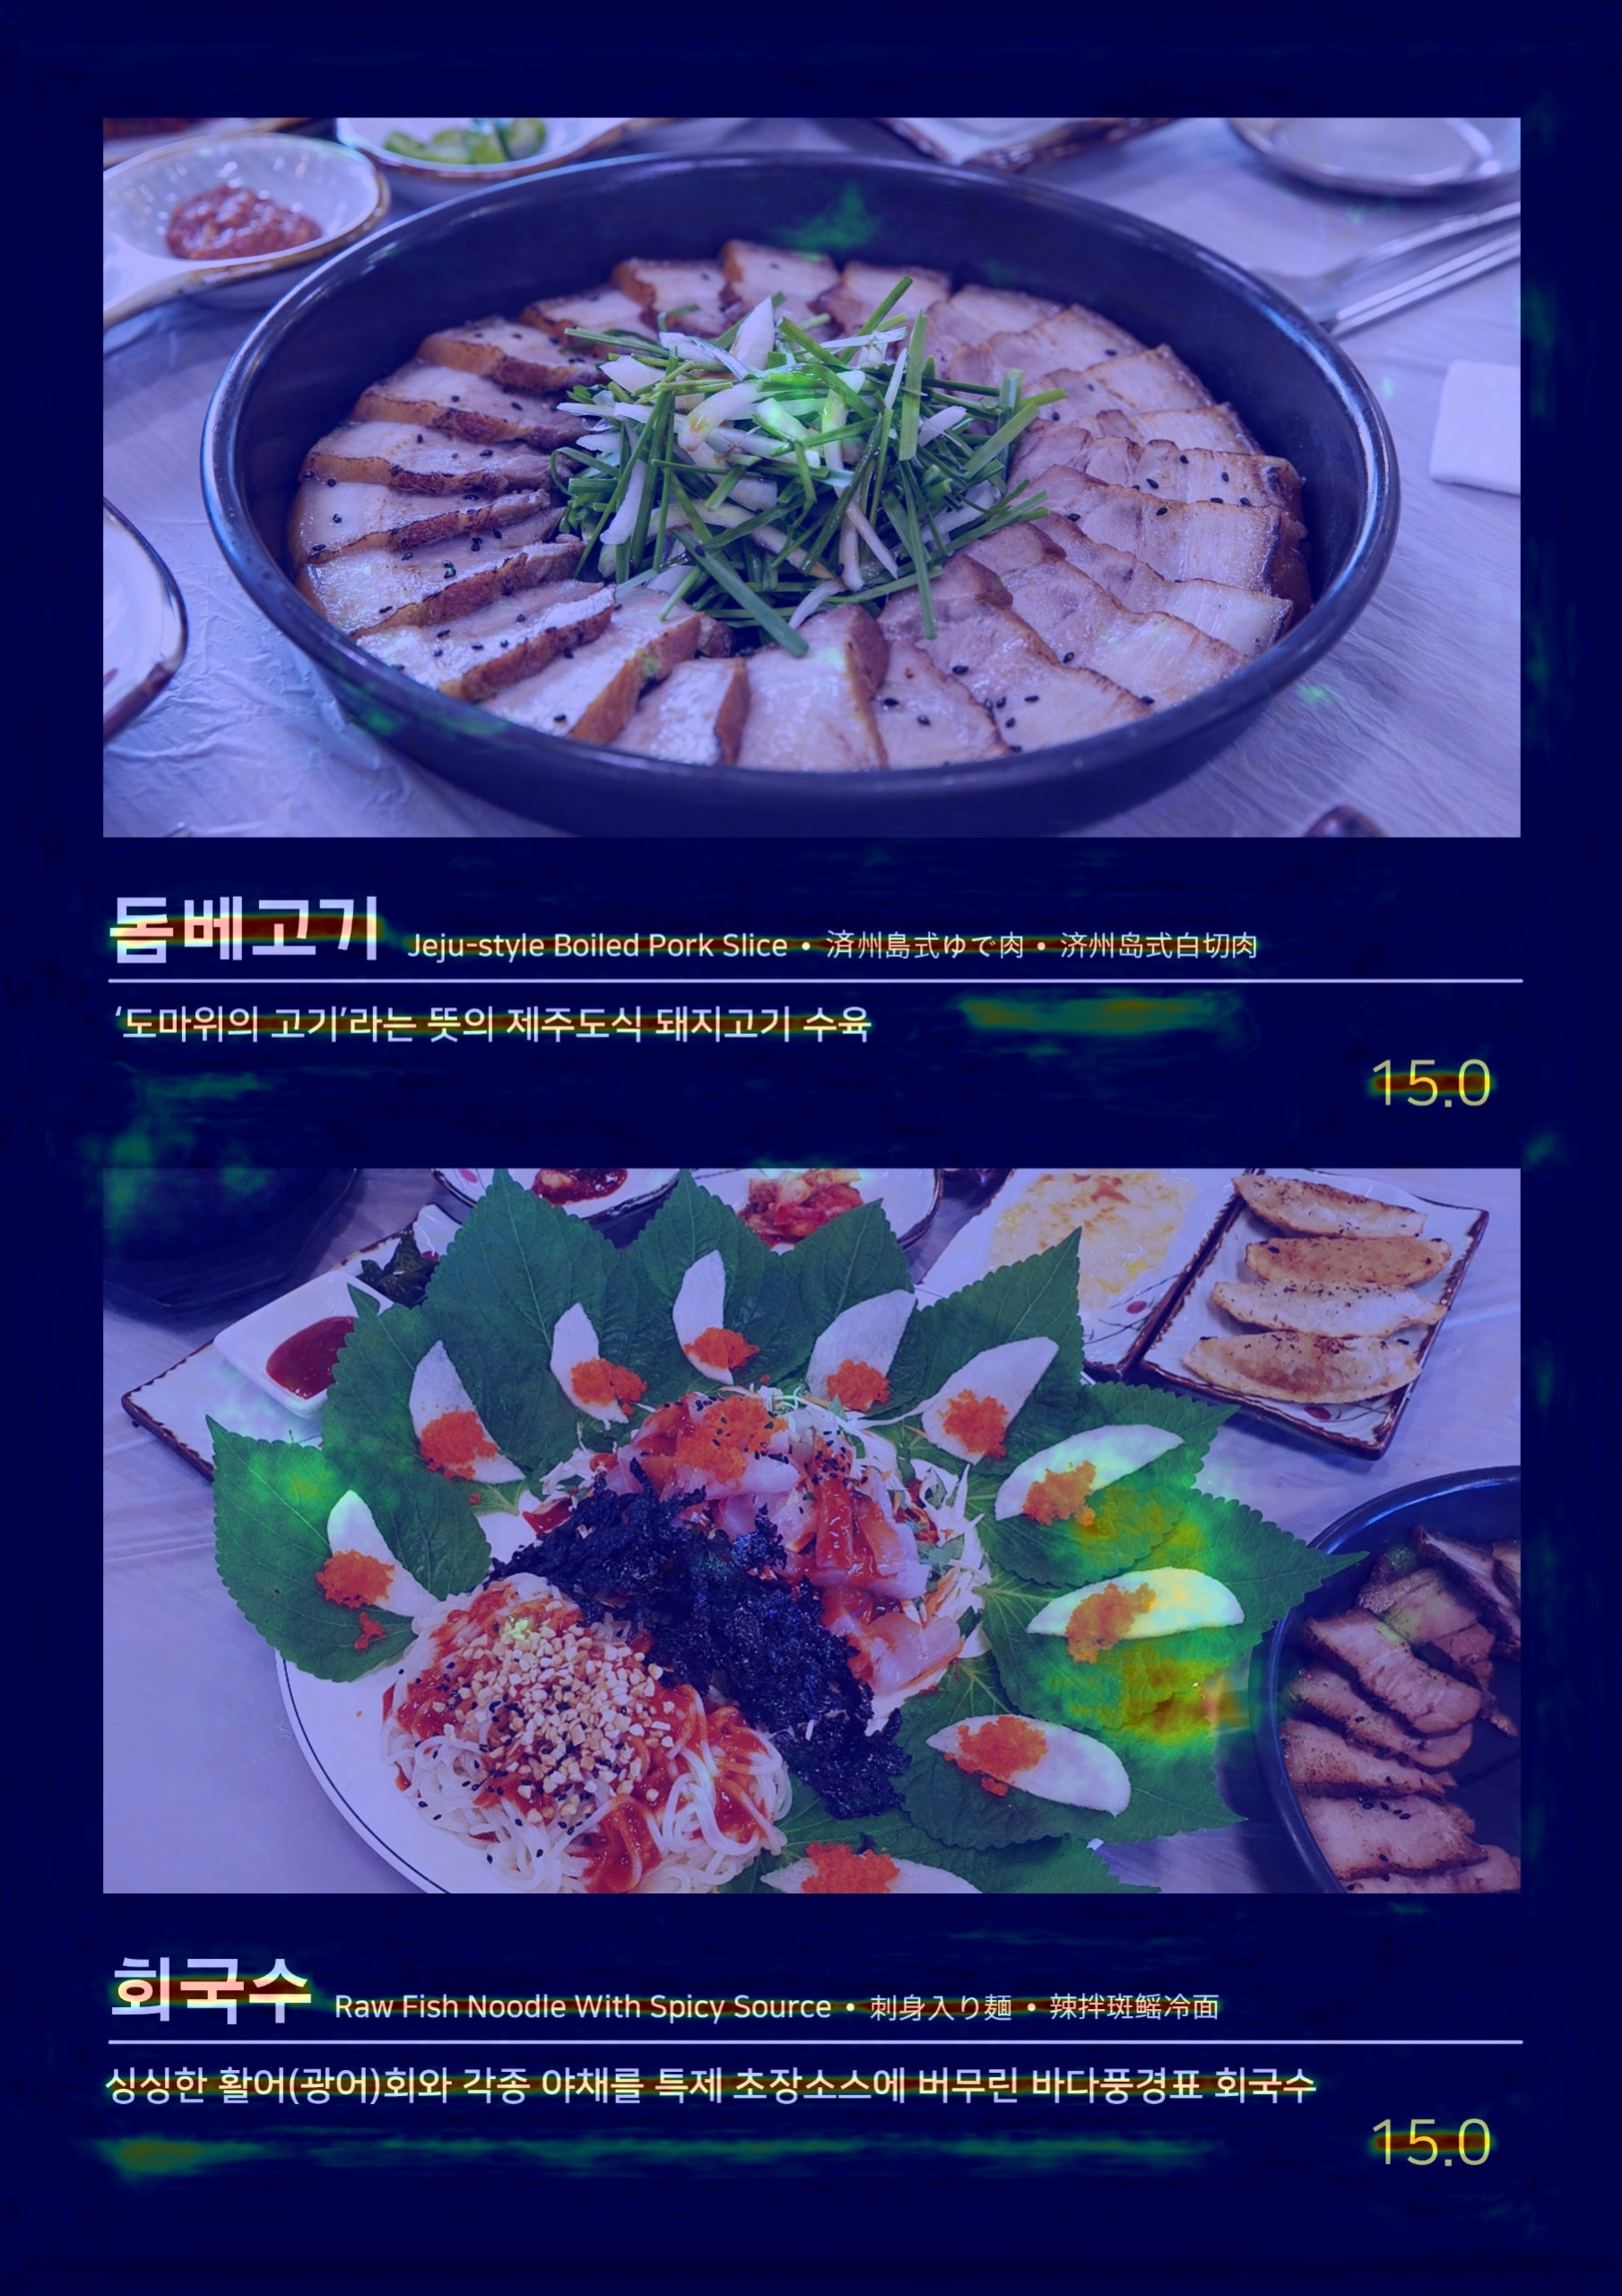 돔베고기 Jeju-style Boiled Pork Slice • 済州島式ゆで肉 • 济州岛式白切肉
‘도마위의 고기’라는 뜻의 제주도식 돼지고기 수육
15.0
회국수 Raw Fish Noodle With Spicy Source • 刺身入り麺 • 辣拌斑鳐冷面
싱싱한 활어(광어)회와 각종 야채를 특제 초장소스에 버무린 바다풍경표 회국수
15.0